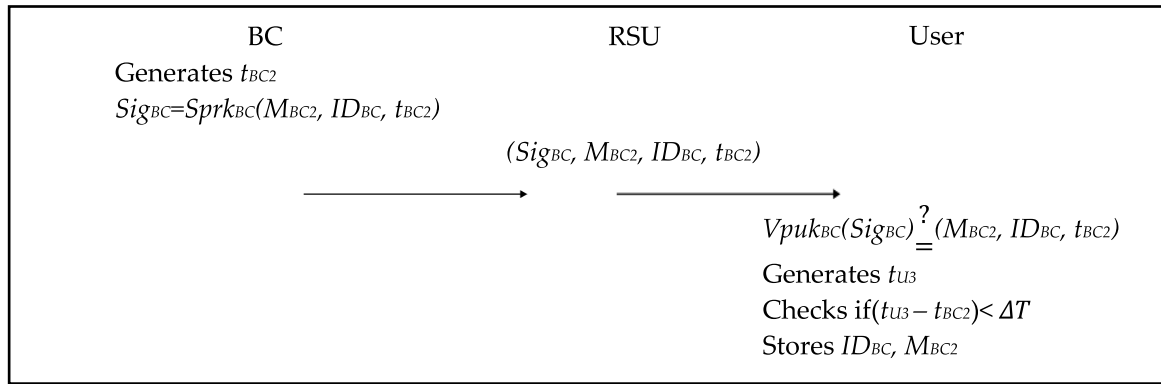 BC RSU User
Generates tBC2
SigBC=SprkBC(MBC2, IDBC, tBC2)
(SigBC, MBC2, IDBC, tBC2)
VpukBC(SigBC)≟(MBC2, IDBC, tBC2)
Generates tU3
Checks if(tU3 – tBC2)< ΔT
Stores IDBC, MBC2